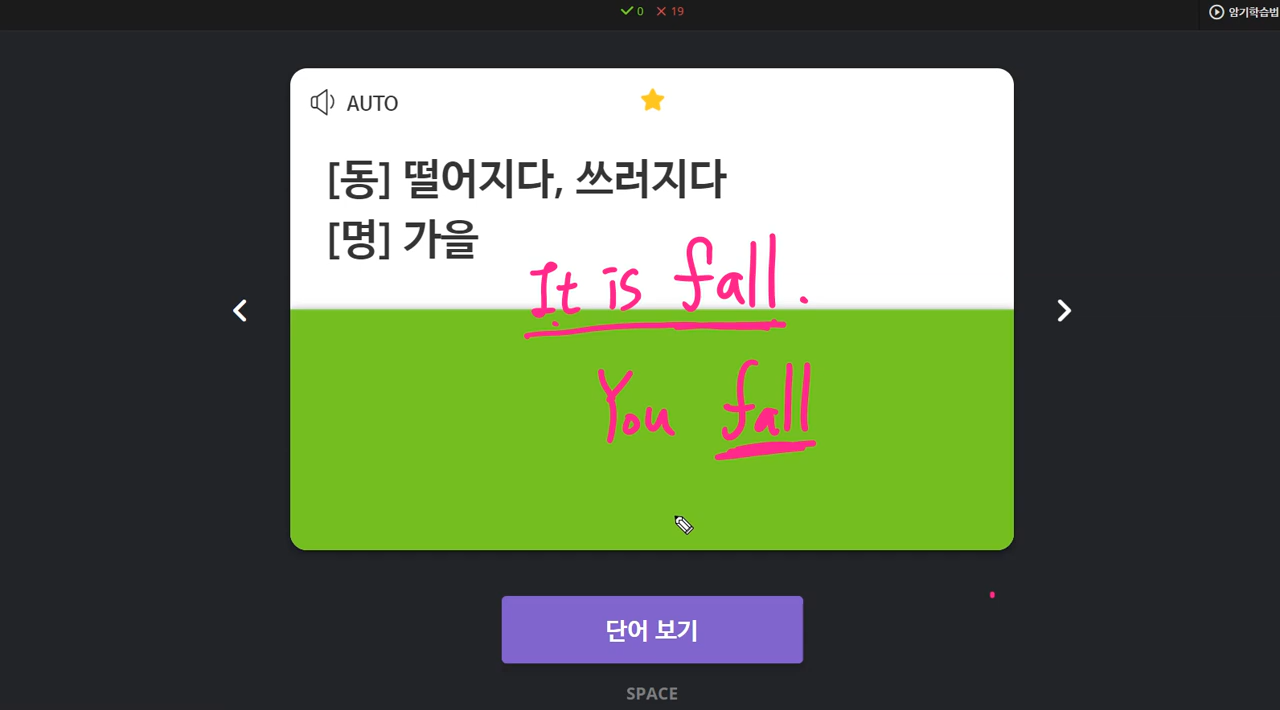 0 19
암기학습법
AUTO
[동] 떨어지다, 쓰러지다
[명] 가을
It is fall.
You fall
단어 보기
SPACE